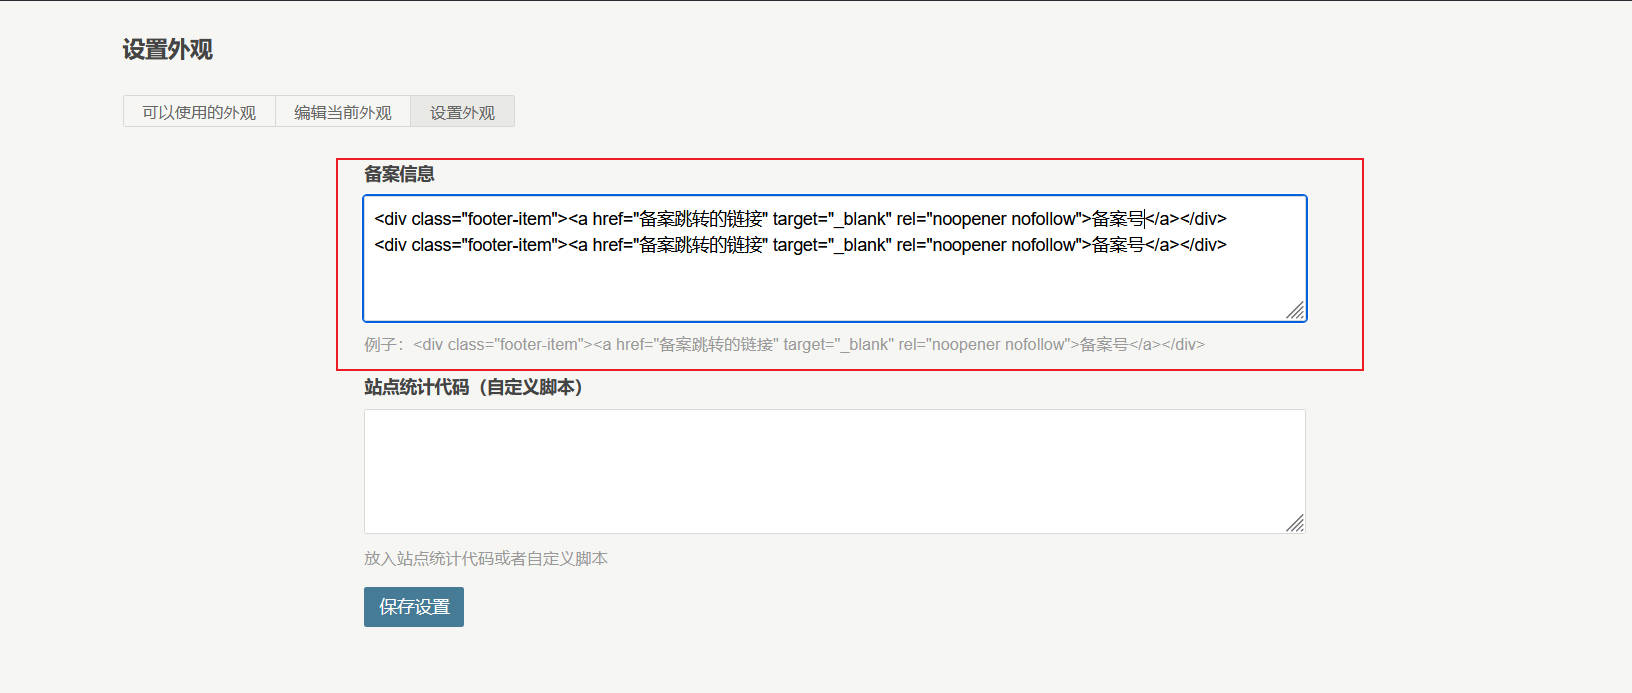 设置外观
可以使用的外观 编辑当前外观 设置外观
备案信息
<div class="footer-item"><a href="备案跳转的链接" target="_blank" rel="noopener nofollow">备案号</a></div>
<div class="footer-item"><a href="备案跳转的链接" target="_blank" rel="noopener nofollow">备案号</a></div>
例子：<div class="footer-item"><a href="备案跳转的链接" target="_blank" rel="noopener nofollow">备案号</a></div>
站点统计代码（自定义脚本）
放入站点统计代码或者自定义脚本
保存设置